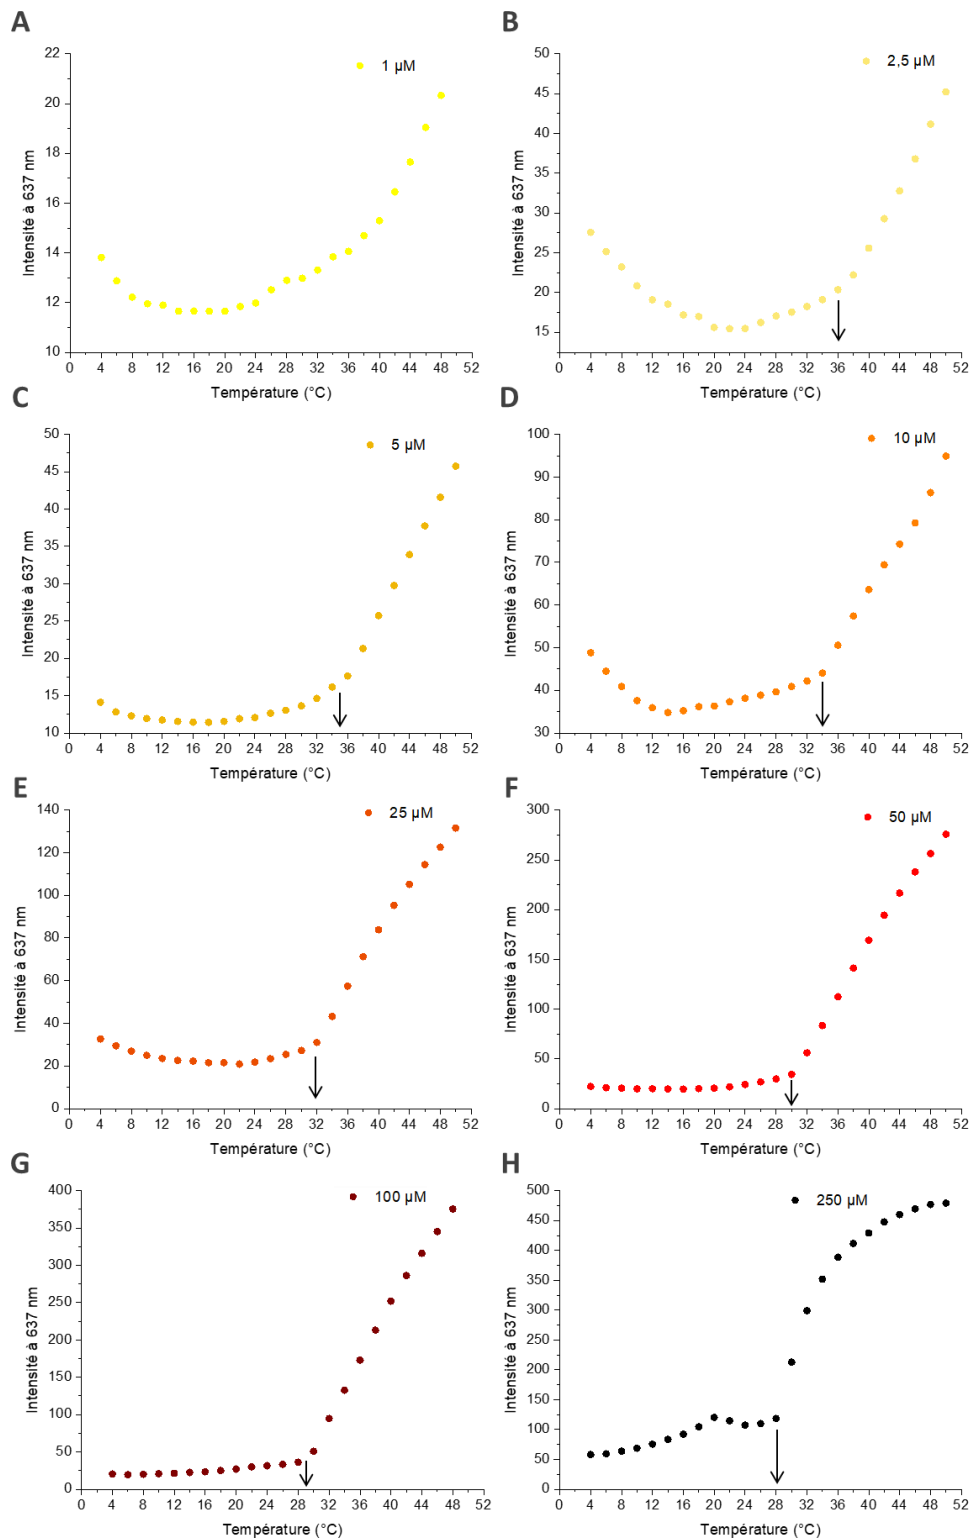 A
1 µM
22
20
18
16
14
12
10
0 4 8 12 16 20 24 28 32 36 40 44 48 52
Intensité à 637 nm
Température (°C)
B
2,5 µM
50
45
40
35
30
25
20
15
0 4 8 12 16 20 24 28 32 36 40 44 48 52
Intensité à 637 nm
Température (°C)
C
5 µM
50
45
40
35
30
25
20
15
10
0 4 8 12 16 20 24 28 32 36 40 44 48 52
Intensité à 637 nm
Température (°C)
D
10 µM
100
90
80
70
60
50
40
30
0 4 8 12 16 20 24 28 32 36 40 44 48 52
Intensité à 637 nm
Température (°C)
E
25 µM
140
120
100
80
60
40
20
0
0 4 8 12 16 20 24 28 32 36 40 44 48 52
Intensité à 637 nm
Température (°C)
F
50 µM
300
250
200
150
100
50
0
0 4 8 12 16 20 24 28 32 36 40 44 48 52
Intensité à 637 nm
Température (°C)
G
100 µM
400
350
300
250
200
150
100
50
0
0 4 8 12 16 20 24 28 32 36 40 44 48 52
Intensité à 637 nm
Température (°C)
H
250 µM
500
450
400
350
300
250
200
150
100
50
0
0 4 8 12 16 20 24 28 32 36 40 44 48 52
Intensité à 637 nm
Température (°C)